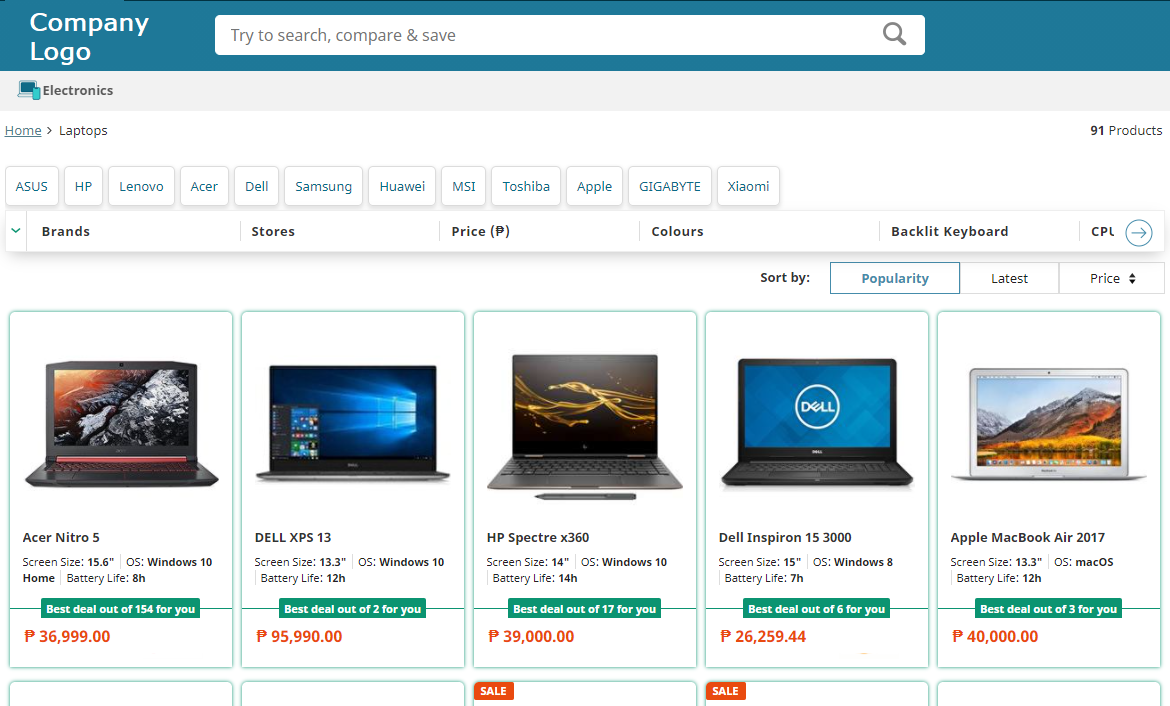 Company
Logo
Try to search, compare & save
Electronics
Home > Laptops
91 Products
ASUS HP Lenovo Acer Dell Samsung Huawei MSI Toshiba Apple GIGABYTE Xiaomi
Brands Stores Price (₱) Colours Backlit Keyboard CPU
Sort by: Popularity Latest Price
DELL
Acer Nitro 5
Screen Size: 15.6" OS: Windows 10
Home Battery Life: 8h
Best deal out of 154 for you
₱ 36,999.00
DELL XPS 13
Screen Size: 13.3" OS: Windows 10
Battery Life: 12h
Best deal out of 2 for you
₱ 95,990.00
HP Spectre x360
Screen Size: 14" OS: Windows 10
Battery Life: 14h
Best deal out of 17 for you
₱ 39,000.00
Dell Inspiron 15 3000
Screen Size: 15" OS: Windows 8
Battery Life: 7h
Best deal out of 6 for you
₱ 26,259.44
Apple MacBook Air 2017
Screen Size: 13.3" OS: macOS
Battery Life: 12h
Best deal out of 3 for you
₱ 40,000.00
SALE
SALE